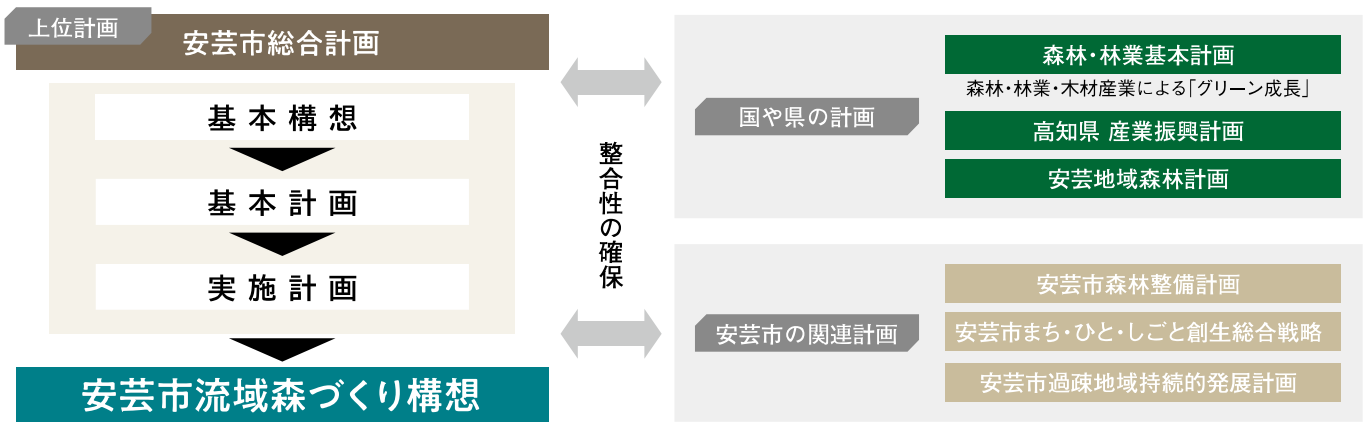 上位計画
安芸市総合計画
基本構想
基本計画
実施計画
安芸市流域森づくり構想
整合性の確保
国や県の計画
森林・林業基本計画
森林・林業・木材産業による「グリーン成長」
高知県 産業振興計画
安芸地域森林計画
安芸市の関連計画
安芸市森林整備計画
安芸市まち・ひと・しごと創生総合戦略
安芸市過疎地域持続的発展計画